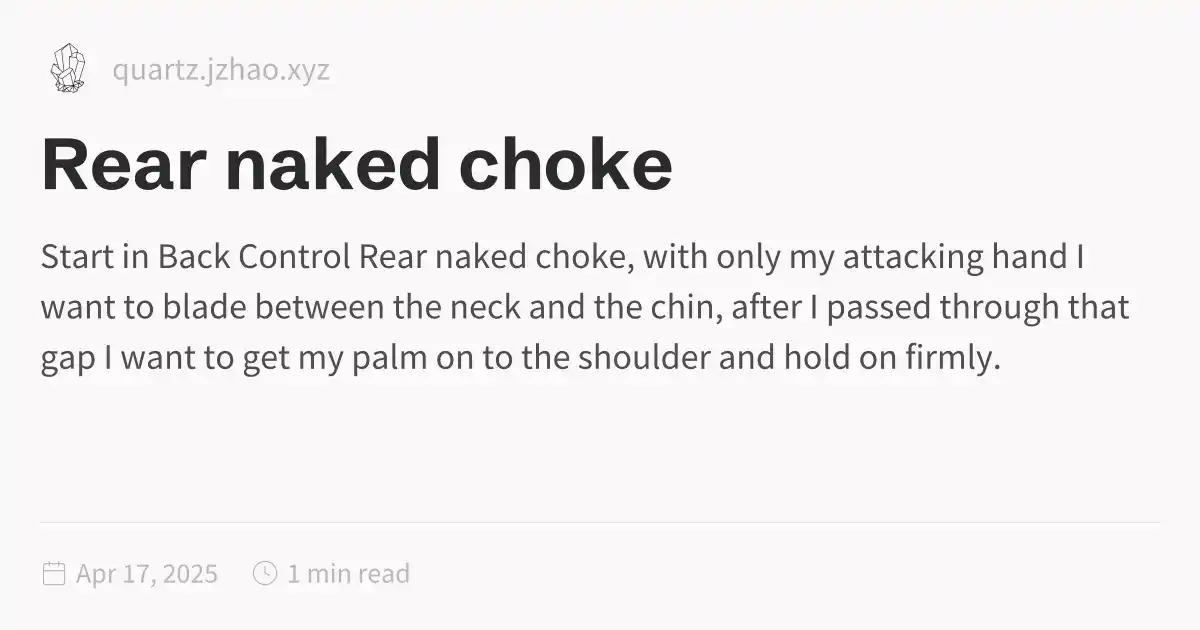 quartz.jzhao.xyz
Rear naked choke
Start in Back Control Rear naked choke, with only my attacking hand I
want to blade between the neck and the chin, after I passed through that
gap I want to get my palm on to the shoulder and hold on firmly.
Apr 17, 2025 1 min read